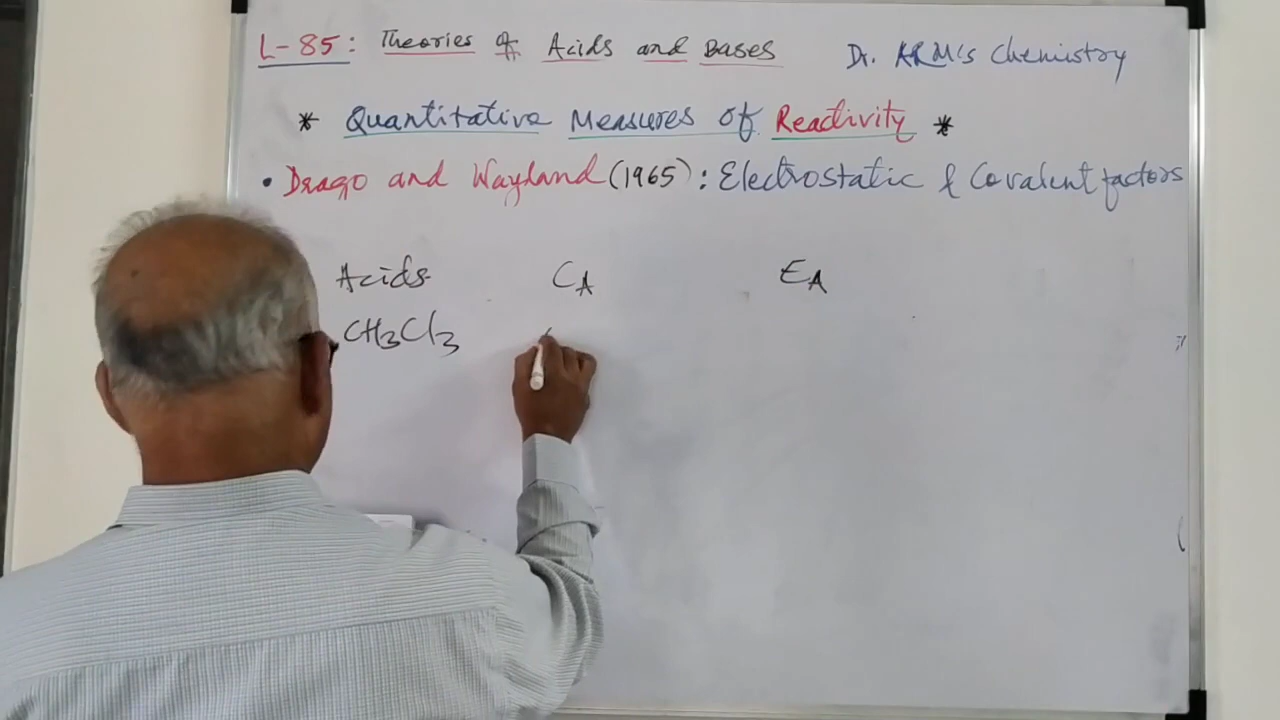 L-85: Theories of Acids and Bases Dr. ARM's Chemistry
* Quantitative Measures of Reactivity *
• Drago and Wayland (1965): Electrostatic & Covalent factors
Acids CA EA
CH3Cl3